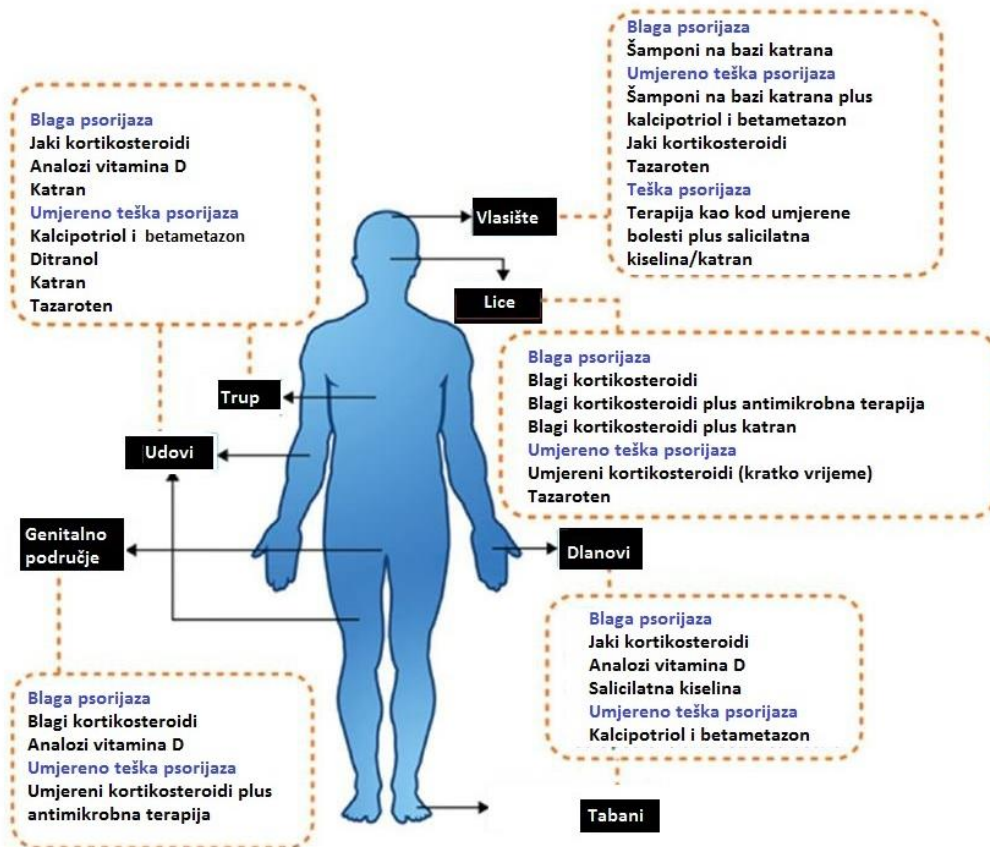 Blaga psorijaza
Šamponi na bazi katrana
Umjereno teška psorijaza
Šamponi na bazi katrana plus
kalcipotriol i betametazon
Jaki kortikosteroidi
Tazaroten
Teška psorijaza
Terapija kao kod umjerene
bolesti plus salicilatna
kiselina/katran
Blaga psorijaza
Jaki kortikosteroidi
Analozi vitamina D
Katran
Umjereno teška psorijaza
Kalcipotriol i betametazon
Ditranol
Katran
Tazaroten
Vlasište
Lice
Blaga psorijaza
Blagi kortikosteroidi
Blagi kortikosteroidi plus antimikrobna terapija
Blagi kortikosteroidi plus katran
Umjereno teška psorijaza
Umjereni kortikosteroidi (kratko vrijeme)
Tazaroten
Trup
Udovi
Genitalno
područje
Dlanovi
Blaga psorijaza
Jaki kortikosteroidi
Analozi vitamina D
Salicilatna kiselina
Umjereno teška psorijaza
Kalcipotriol i betametazon
Blaga psorijaza
Blagi kortikosteroidi
Analozi vitamina D
Umjereno teška psorijaza
Umjereni kortikosteroidi plus
antimikrobna terapija
Tabani